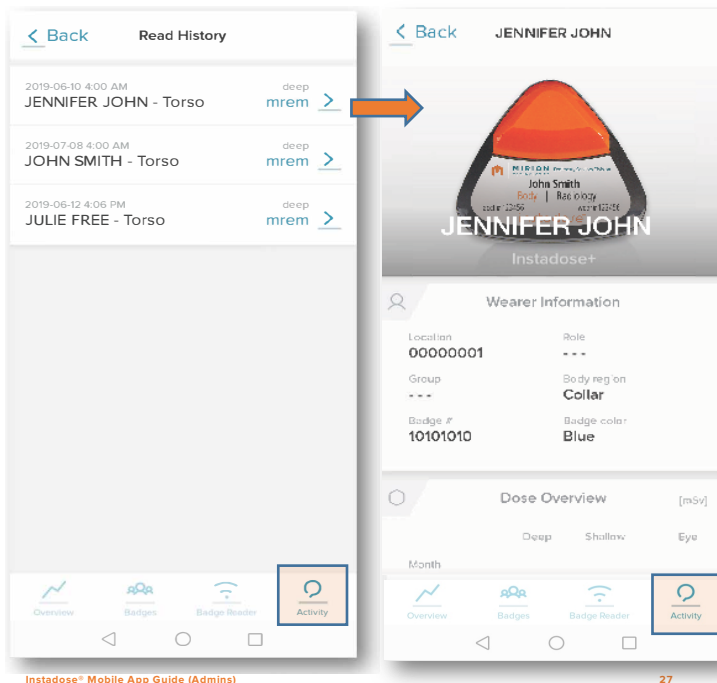 Back Read History
2019-06-10 4:00 AM deep
JENNIFER JOHN - Torso mrem
2019-07-08 4:00 AM deep
JOHN SMITH - Torso mrem
2019-06-12 4:06 PM deep
JULIE FREE - Torso mrem
Overview Badges Badge Reader Activity
Back JENNIFER JOHN
MIRION
John Smith
Body | Radiology
JENNIFER JOHN
Instadose+
Wearer Information
Location Role
00000001 - - -
Group Body region
- - - Collar
Badge # Badge color
10101010 Blue
Dose Overview [mSv]
Deep Shallow Eye
Month
Overview Badges Badge Reader Activity
Instadose® Mobile App Guide (Admins) 27